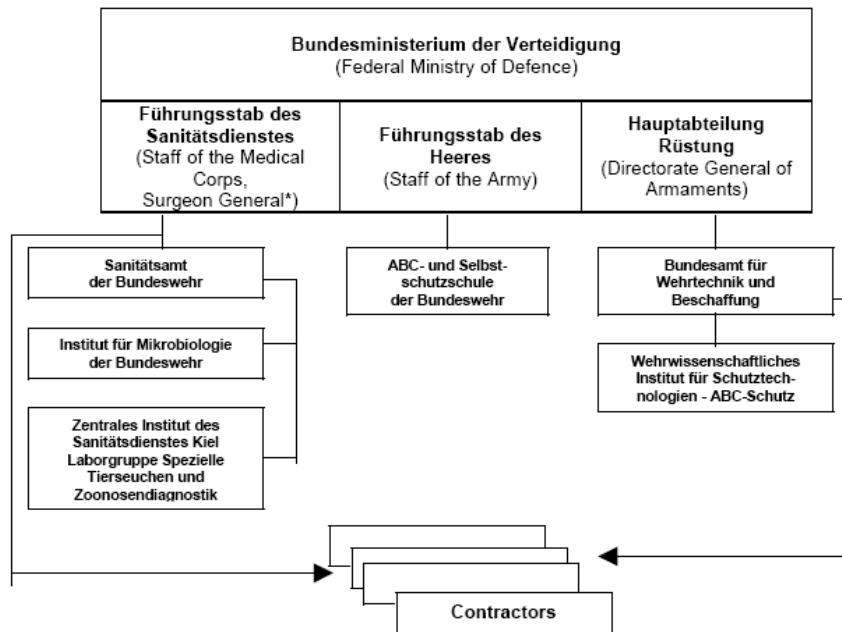 Bundesministerium der Verteidigung
(Federal Ministry of Defence)
Führungsstab des
Sanitätsdienstes
(Staff of the Medical
Corps,
Surgeon General*)
Führungsstab des
Heeres
(Staff of the Army)
Hauptabteilung
Rüstung
(Directorate General of
Armaments)
Sanitätsamt
der Bundeswehr
ABC- und Selbst-
schutzschule
der Bundeswehr
Bundesamt für
Wehrtechnik und
Beschaffung
Institut für Mikrobiologie
der Bundeswehr
Wehrwissenschaftliches
Institut für Schutztech-
nologien - ABC-Schutz
Zentrales Institut des
Sanitätsdienstes Kiel
Laborgruppe Spezielle
Tierseuchen und
Zoonosendiagnostik
Contractors